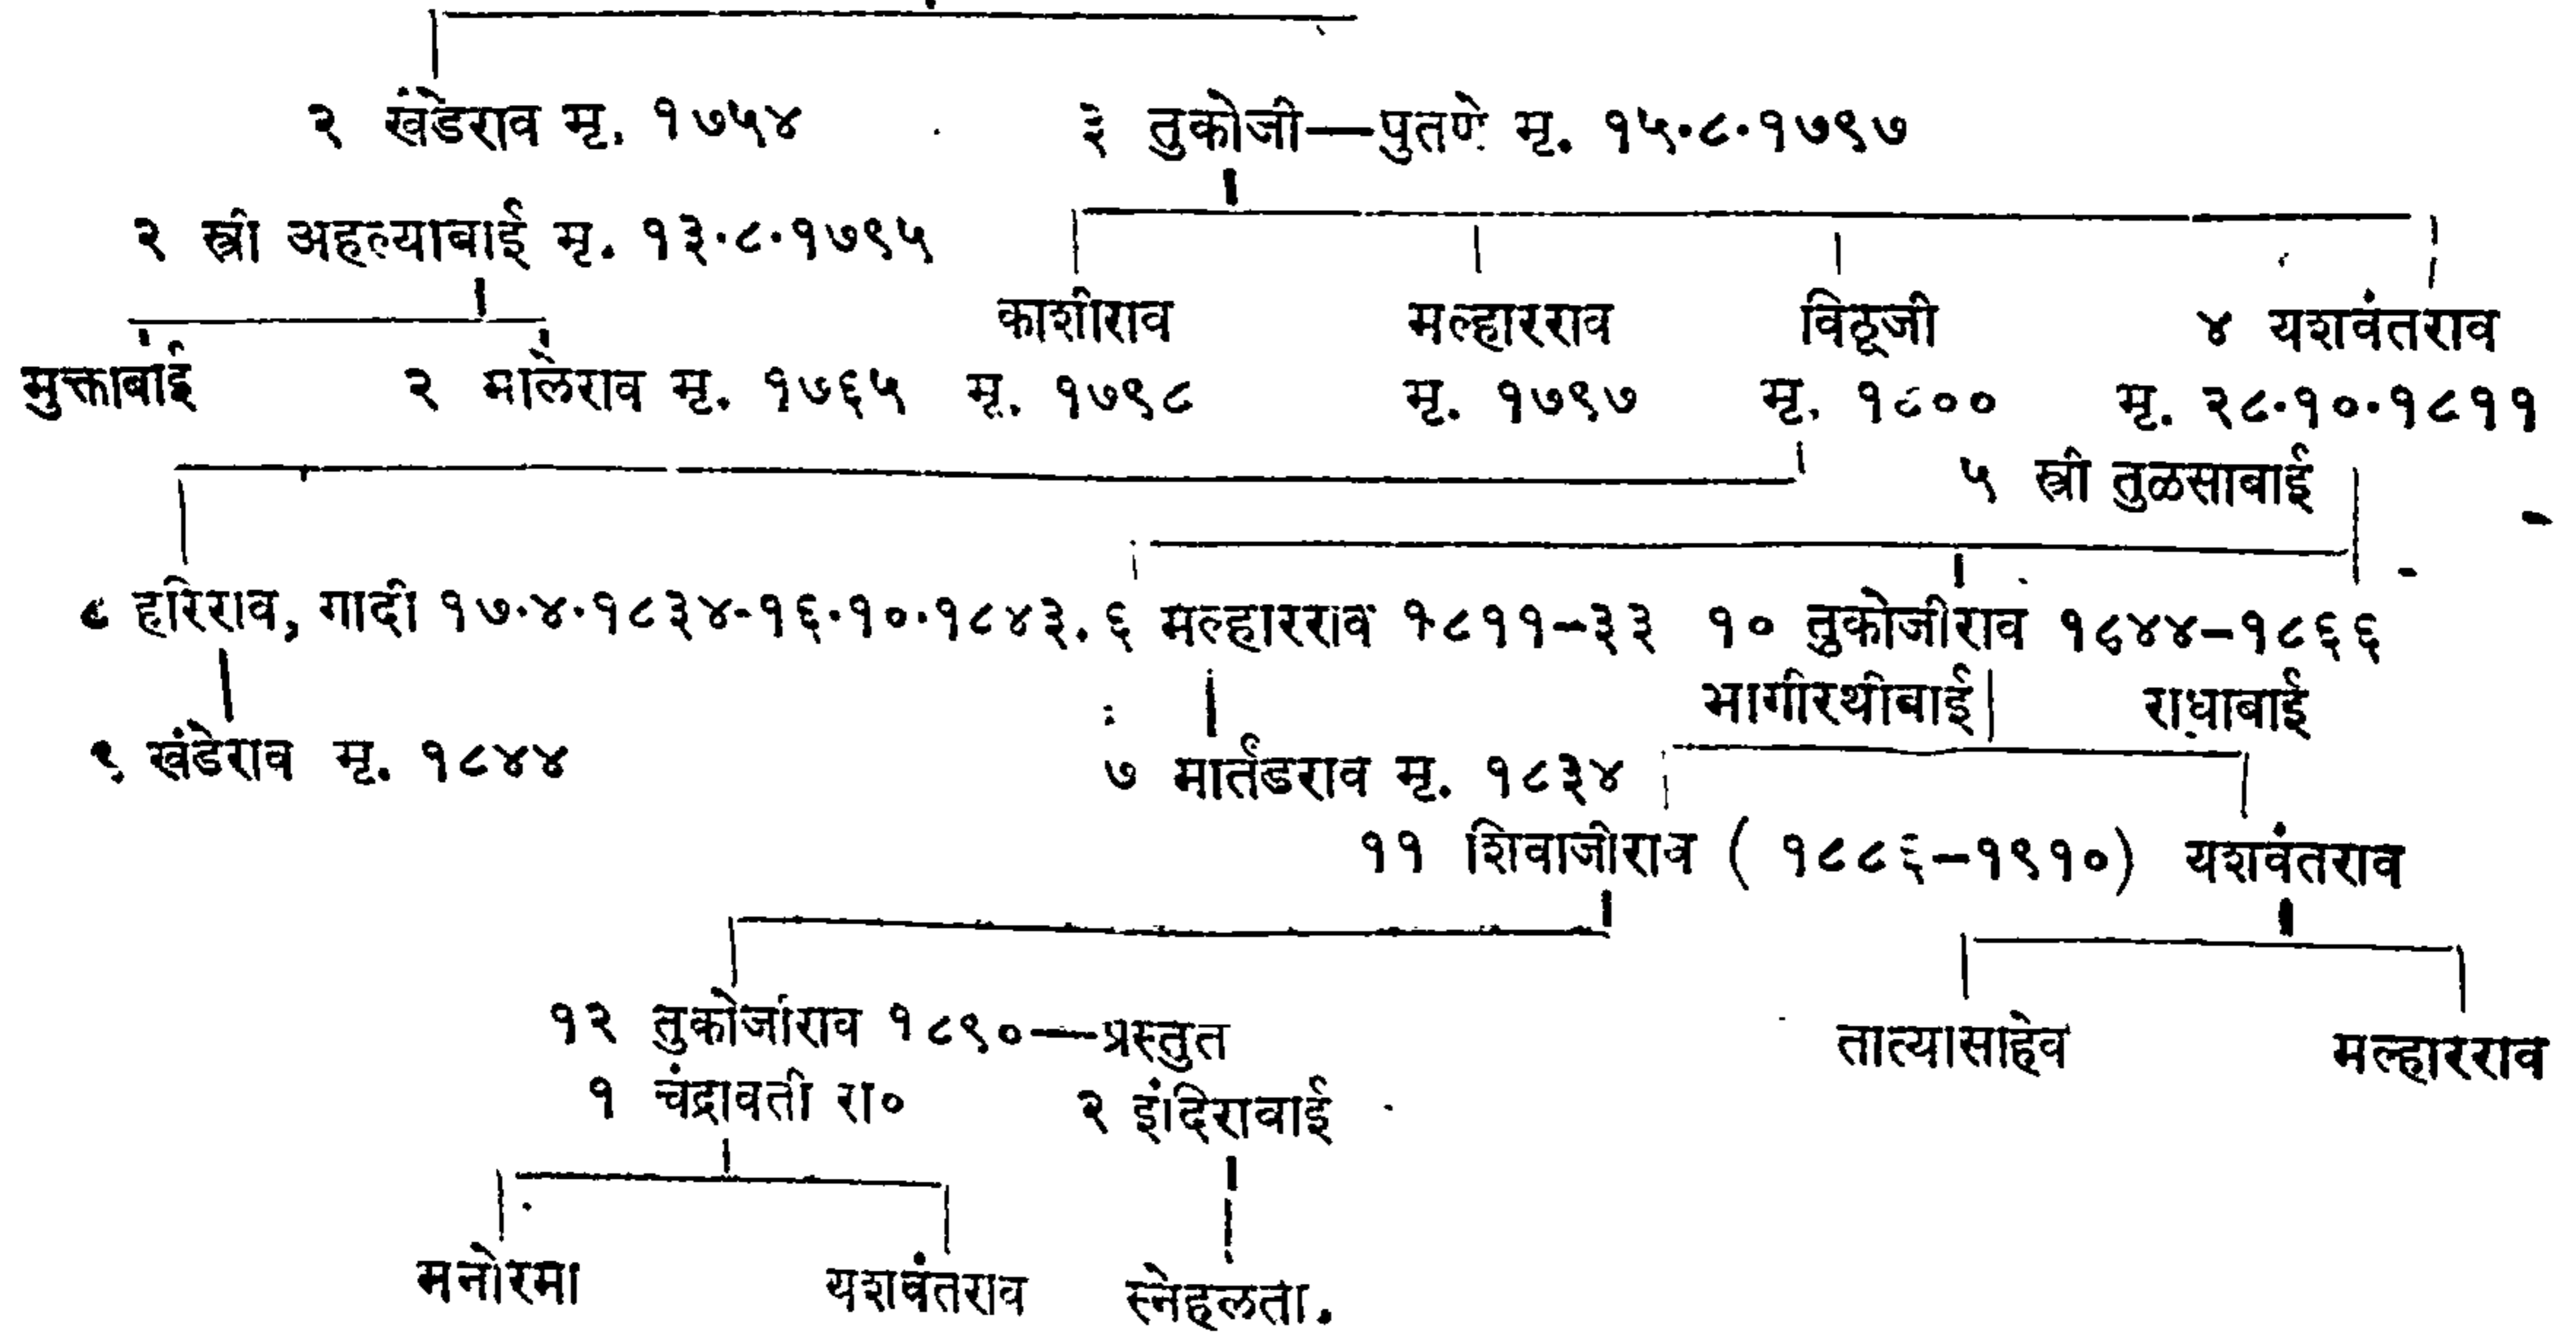 २ खंडेराव मृ. १७५४ ३ तुकोजी—पुतणे मृ. १५.८.१७९७
२ स्त्री अहल्याबाई मृ. १३.८.१७९५
काशीराव मल्हारराव विठूजी ४ यशवंतराव
मुक्ताबाई २ मालेराव मृ. १७६५ मृ. १७९८ मृ. १७९७ मृ. १८०० मृ. २८.१०.१८११
५ स्त्री तुळसाबाई
८ हरिराव, गादी १७.४.१८३४-१६.१०.१८४३. ६ मल्हारराव १८११-३३ १० तुकोजीराव १८४४-१८६६
भागीरथीबाई राधाबाई
९ खंडेराव मृ. १८४४ ७ मार्तंडराव मृ. १८३४
११ शिवाजीराव ( १८८६-१९१०) यशवंतराव
१२ तुकोजीराव १८९०—प्रस्तुत तात्यासाहेब मल्हारराव
१ चंद्रावती रा० २ इंदिराबाई
मनोरमा यशवंतराव स्नेहलता.